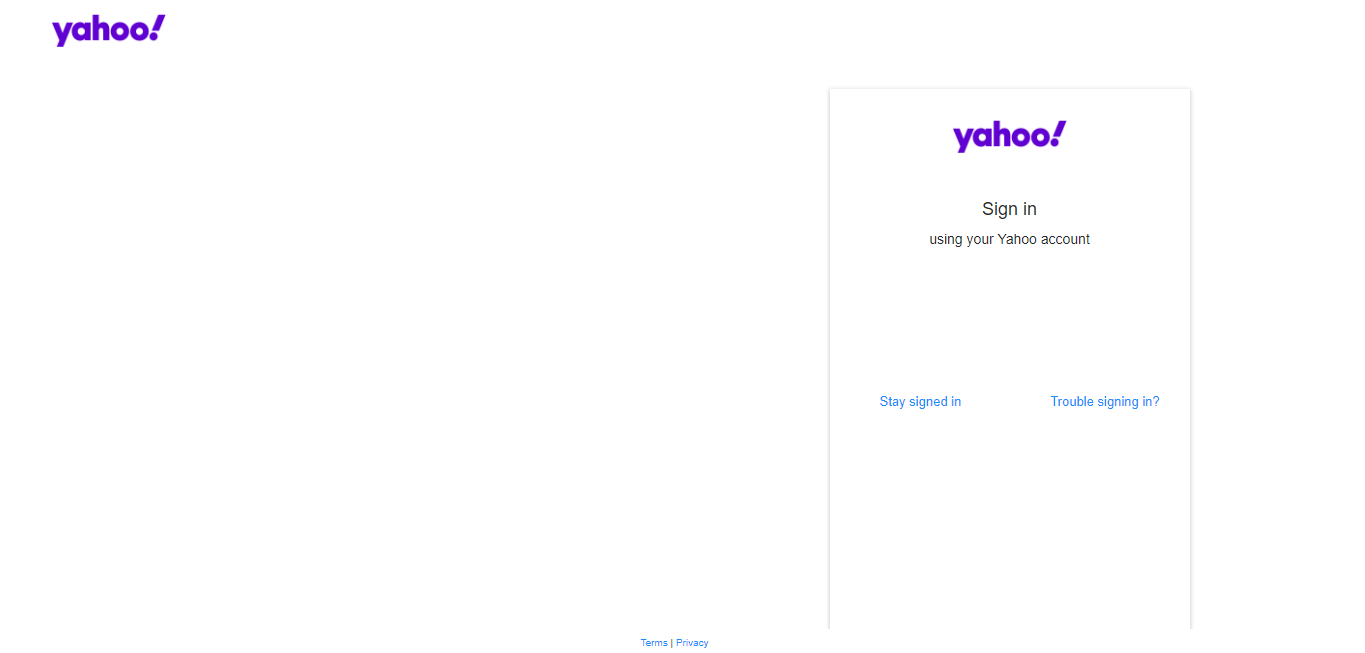 yahoo!
yahoo!
Sign in
using your Yahoo account
Stay signed in
Trouble signing in?
Terms | Privacy